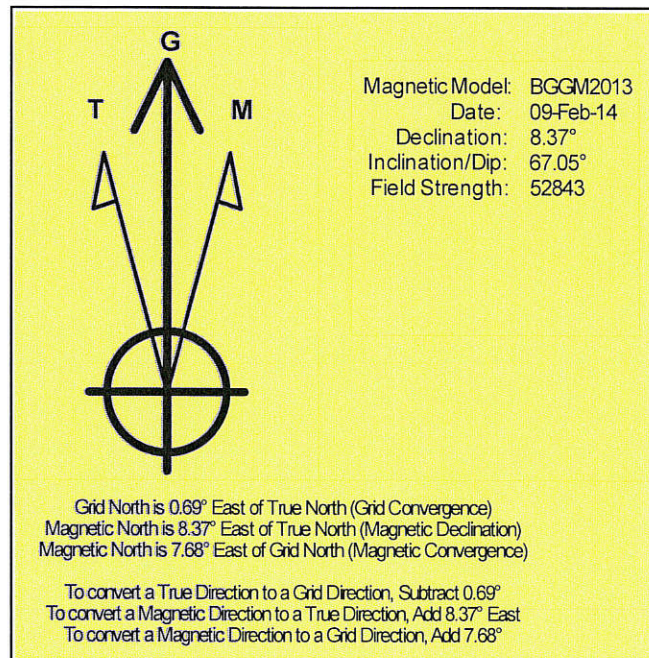 G
T
M
Magnetic Model: BGGM2013
Date: 09-Feb-14
Declination: 8.37°
Inclination/Dip: 67.05°
Field Strength: 52843
Grid North is 0.69° East of True North (Grid Convergence)
Magnetic North is 8.37° East of True North (Magnetic Declination)
Magnetic North is 7.68° East of Grid North (Magnetic Convergence)
To convert a True Direction to a Grid Direction, Subtract 0.69°
To convert a Magnetic Direction to a True Direction, Add 8.37° East
To convert a Magnetic Direction to a Grid Direction, Add 7.68°